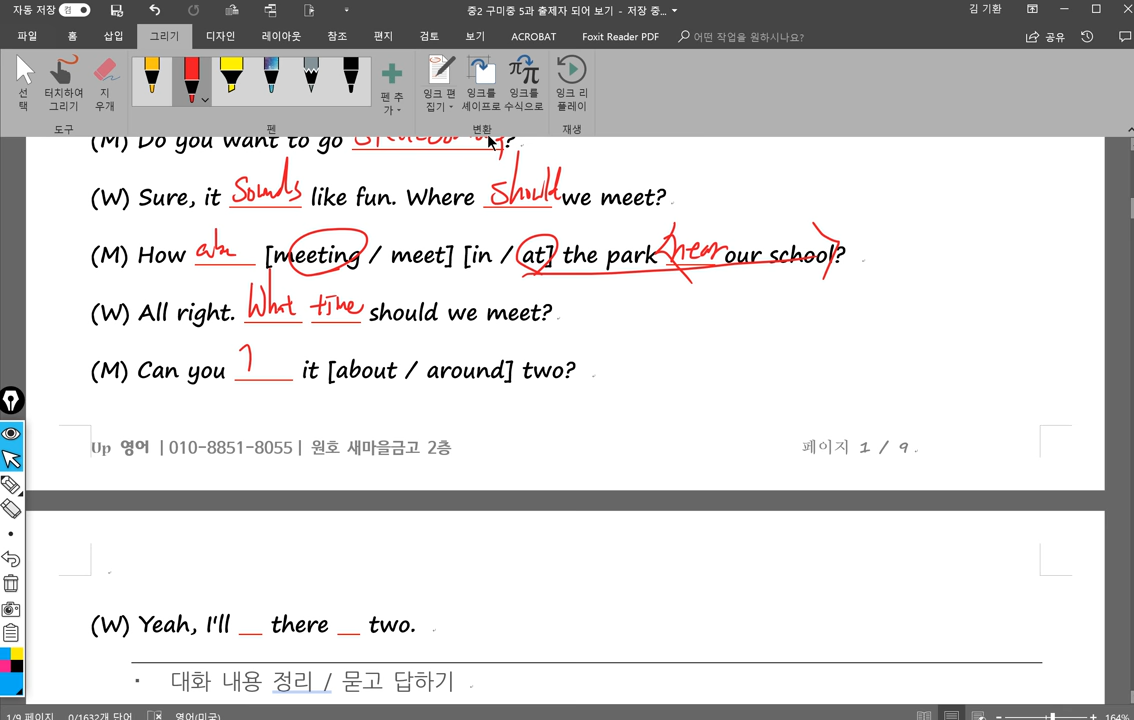 자동 저장 중2 구미중 5과 출제자 되어 보기 - 저장 중... 김 기환
파일 홈 삽입 그리기 디자인 레이아웃 참조 편지 검토 보기 ACROBAT Foxit Reader PDF 어떤 작업을 원하시나요? 공유
선택 터치하여 그리기 지우개 펜 추가 잉크 편집기 잉크를 셰이프로 잉크를 수식으로 잉크 리플레이
도구 펜 변환 재생
(M) Do you want to go ?
(W) Sure, it sounds like fun. Where should we meet?
(M) How [meeting / meet] [in / at] the park near our school?
(W) All right. What time should we meet?
(M) Can you ___ it [about / around] two?
Up 영어 | 010-8851-8055 | 원호 새마을금고 2층 페이지 1 / 9
(W) Yeah, I'll __ there __ two.
· 대화 내용 정리 / 묻고 답하기
1/9 페이지 0/1632개 단어 영어(미국) 164%